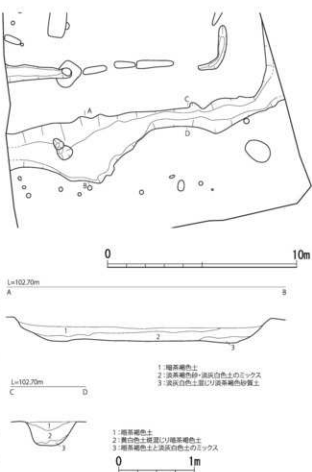 A
C
D
B
0 10m
L=102.70m
A B
1
2
3
1：暗茶褐色土
2：淡茶褐色砂・淡灰白色土のミックス
3：淡灰白色土混じり淡茶褐色砂質土
L=102.70m
C D
1
2
3
1：暗茶褐色土
2：黄白色土塊混じり暗茶褐色土
3：暗茶褐色土と淡灰白色土のミックス
0 1m